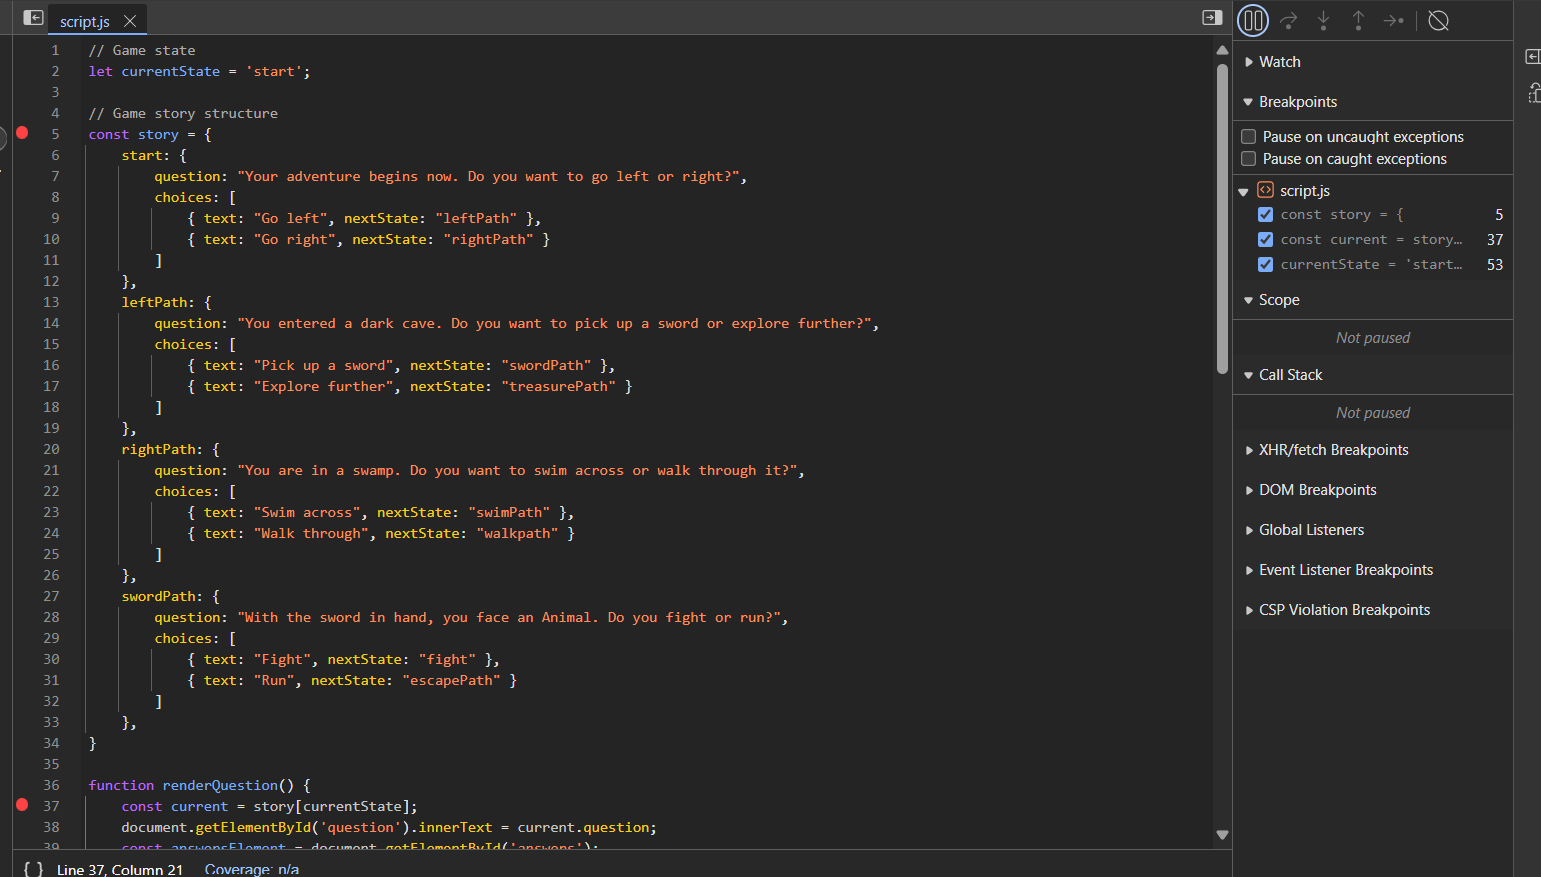 script.js
1 // Game state
2 let currentState = 'start';
3
4 // Game story structure
5 const story = {
6 start: {
7 question: "Your adventure begins now. Do you want to go left or right?",
8 choices: [
9 { text: "Go left", nextState: "leftPath" },
10 { text: "Go right", nextState: "rightPath" }
11 ]
12 },
13 leftPath: {
14 question: "You entered a dark cave. Do you want to pick up a sword or explore further?",
15 choices: [
16 { text: "Pick up a sword", nextState: "swordPath" },
17 { text: "Explore further", nextState: "treasurePath" }
18 ]
19 },
20 rightPath: {
21 question: "You are in a swamp. Do you want to swim across or walk through it?",
22 choices: [
23 { text: "Swim across", nextState: "swimPath" },
24 { text: "Walk through", nextState: "walkpath" }
25 ]
26 },
27 swordPath: {
28 question: "With the sword in hand, you face an Animal. Do you fight or run?",
29 choices: [
30 { text: "Fight", nextState: "fight" },
31 { text: "Run", nextState: "escapePath" }
32 ]
33 },
34 }
35
36 function renderQuestion() {
37 const current = story[currentState];
38 document.getElementById('question').innerText = current.question;
39 const answersElement = document.getElementById('answers');
{ } Line 37, Column 21 Coverage: n/a
Watch
Breakpoints
Pause on uncaught exceptions
Pause on caught exceptions
script.js
const story = { 5
const current = story… 37
currentState = 'start… 53
Scope
Not paused
Call Stack
Not paused
XHR/fetch Breakpoints
DOM Breakpoints
Global Listeners
Event Listener Breakpoints
CSP Violation Breakpoints